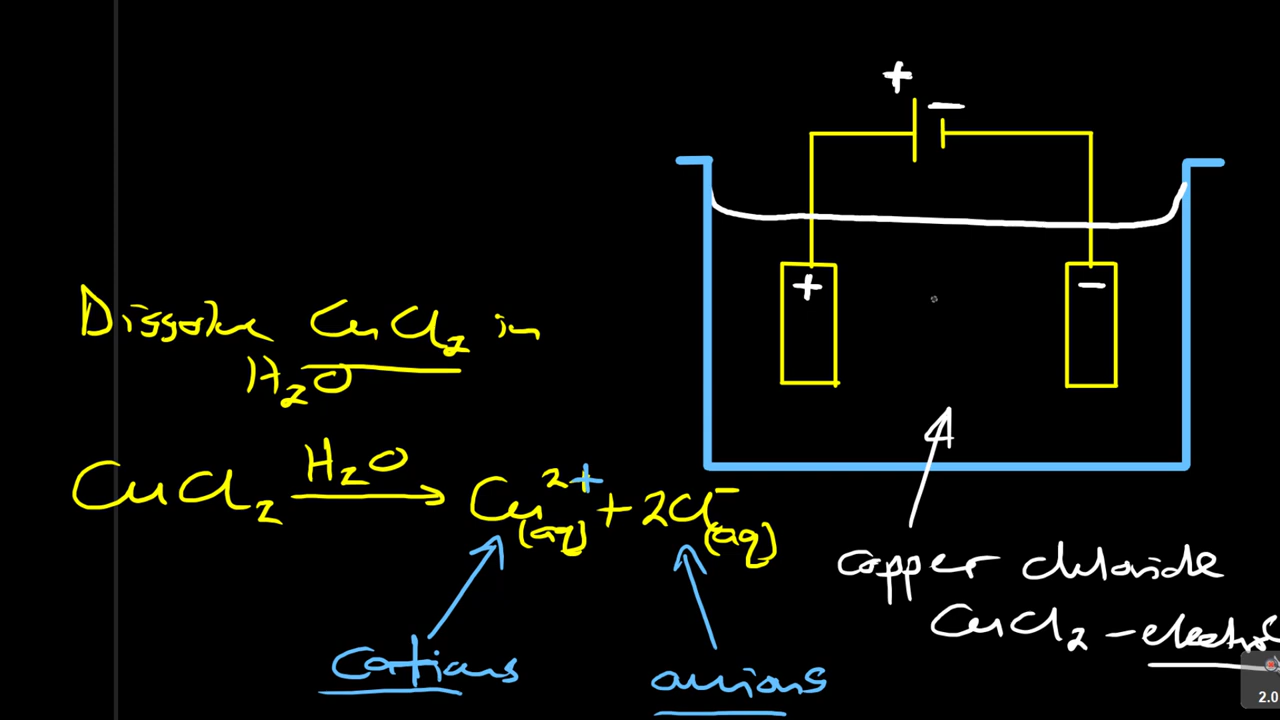 + −
+ −
Dissolve CuCl₂ in
H₂O
CuCl₂ H₂O → Cu²⁺(aq) + 2Cl⁻(aq)
Cations anions
copper chloride
CuCl₂ – electrol
2.0